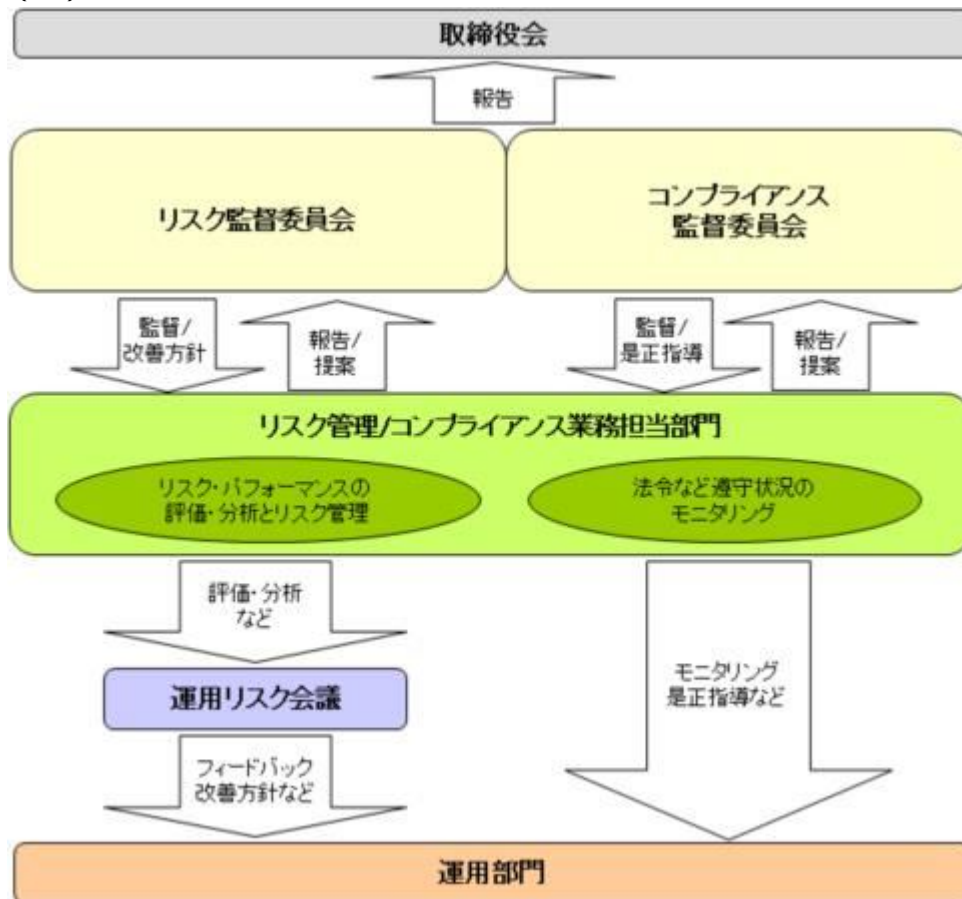 取締役会
報告
リスク監督委員会
コンプライアンス
監督委員会
監督/
改善方針
報告/
提案
監督/
是正指導
報告/
提案
リスク管理/コンプライアンス業務担当部門
リスク・パフォーマンスの
評価・分析とリスク管理
法令など遵守状況の
モニタリング
評価・分析
など
運用リスク会議
モニタリング
是正指導など
フィードバック
改善方針など
運用部門